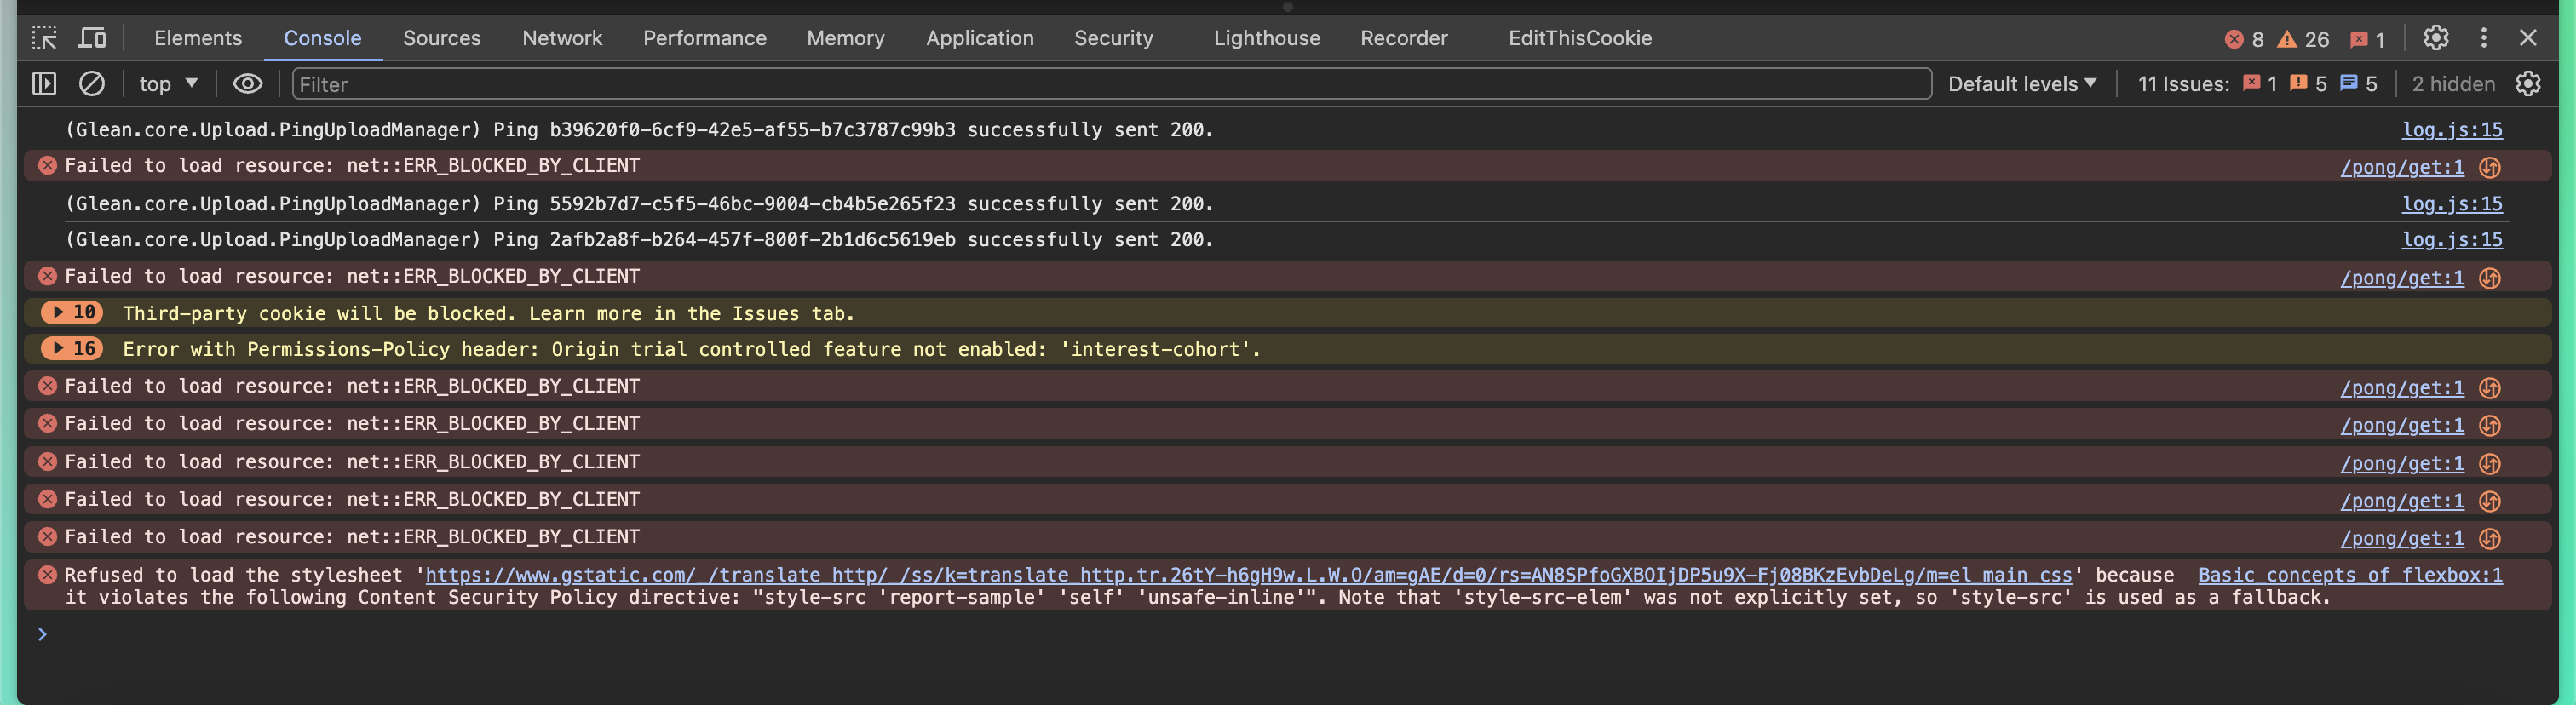 Elements Console Sources Network Performance Memory Application Security Lighthouse Recorder EditThisCookie 8 26 1
top Filter Default levels 11 Issues: 1 5 5 2 hidden
(Glean.core.Upload.PingUploadManager) Ping b39620f0-6cf9-42e5-af55-b7c3787c99b3 successfully sent 200. log.js:15
Failed to load resource: net::ERR_BLOCKED_BY_CLIENT /pong/get:1
(Glean.core.Upload.PingUploadManager) Ping 5592b7d7-c5f5-46bc-9004-cb4b5e265f23 successfully sent 200. log.js:15
(Glean.core.Upload.PingUploadManager) Ping 2afb2a8f-b264-457f-800f-2b1d6c5619eb successfully sent 200. log.js:15
Failed to load resource: net::ERR_BLOCKED_BY_CLIENT /pong/get:1
10 Third-party cookie will be blocked. Learn more in the Issues tab.
16 Error with Permissions-Policy header: Origin trial controlled feature not enabled: 'interest-cohort'.
Failed to load resource: net::ERR_BLOCKED_BY_CLIENT /pong/get:1
Failed to load resource: net::ERR_BLOCKED_BY_CLIENT /pong/get:1
Failed to load resource: net::ERR_BLOCKED_BY_CLIENT /pong/get:1
Failed to load resource: net::ERR_BLOCKED_BY_CLIENT /pong/get:1
Failed to load resource: net::ERR_BLOCKED_BY_CLIENT /pong/get:1
Refused to load the stylesheet 'https://www.gstatic.com/_/translate_http/_/ss/k=translate_http.tr.26tY-h6gH9w.L.W.O/am=gAE/d=0/rs=AN8SPfoGXBOIjDP5u9X-Fj08BKzEvbDeLg/m=el_main_css' because Basic_concepts_of_flexbox:1
it violates the following Content Security Policy directive: "style-src 'report-sample' 'self' 'unsafe-inline'". Note that 'style-src-elem' was not explicitly set, so 'style-src' is used as a fallback.